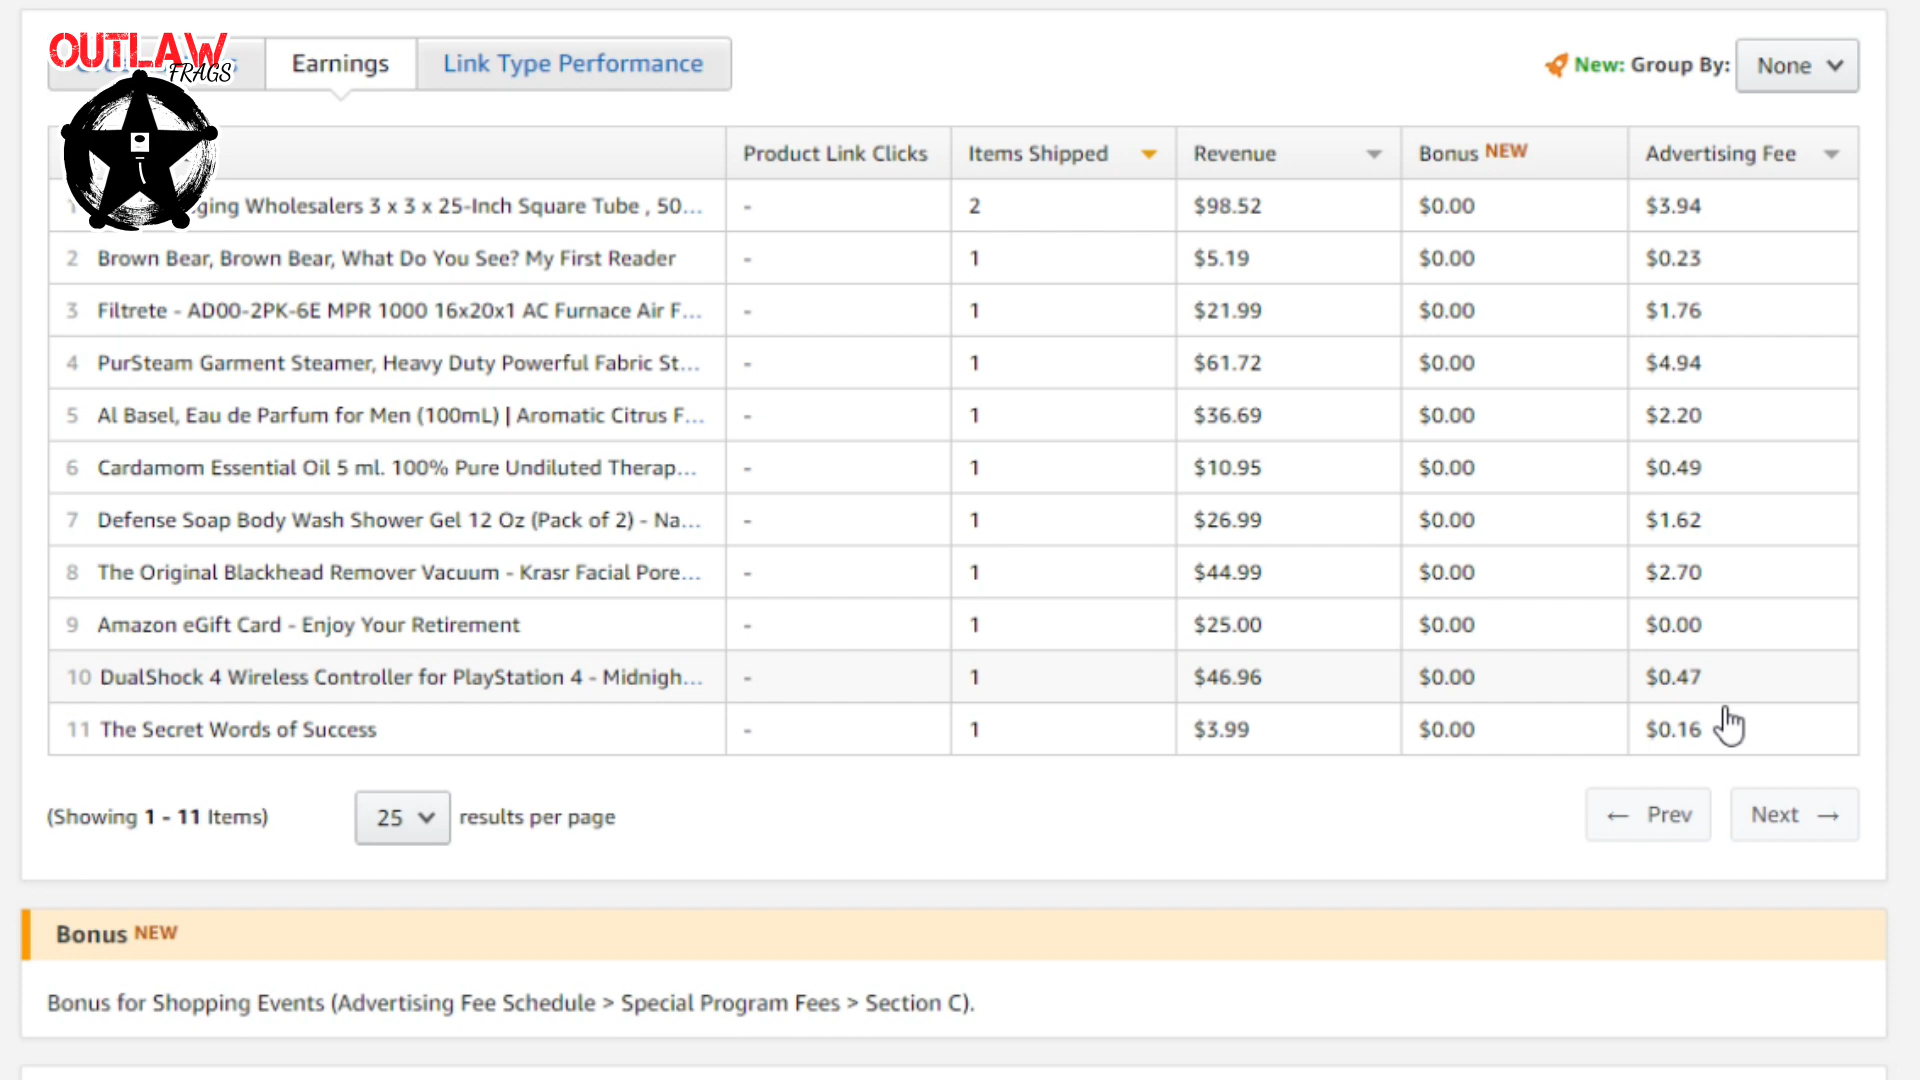 OUTLAW
FRAGS
Earnings
Link Type Performance
New: Group By: None
Product Link Clicks Items Shipped Revenue Bonus NEW Advertising Fee
Wholesalers 3 x 3 x 25-Inch Square Tube , 50... - 2 $98.52 $0.00 $3.94
2 Brown Bear, Brown Bear, What Do You See? My First Reader - 1 $5.19 $0.00 $0.23
3 Filtrete - AD00-2PK-6E MPR 1000 16x20x1 AC Furnace Air F... - 1 $21.99 $0.00 $1.76
4 PurSteam Garment Steamer, Heavy Duty Powerful Fabric St... - 1 $61.72 $0.00 $4.94
5 Al Basel, Eau de Parfum for Men (100mL) | Aromatic Citrus F... - 1 $36.69 $0.00 $2.20
6 Cardamom Essential Oil 5 ml. 100% Pure Undiluted Therap... - 1 $10.95 $0.00 $0.49
7 Defense Soap Body Wash Shower Gel 12 Oz (Pack of 2) - Na... - 1 $26.99 $0.00 $1.62
8 The Original Blackhead Remover Vacuum - Krasr Facial Pore... - 1 $44.99 $0.00 $2.70
9 Amazon eGift Card - Enjoy Your Retirement - 1 $25.00 $0.00 $0.00
10 DualShock 4 Wireless Controller for PlayStation 4 - Midnigh... - 1 $46.96 $0.00 $0.47
11 The Secret Words of Success - 1 $3.99 $0.00 $0.16
(Showing 1 - 11 Items) 25 results per page ← Prev Next →
Bonus NEW
Bonus for Shopping Events (Advertising Fee Schedule > Special Program Fees > Section C).